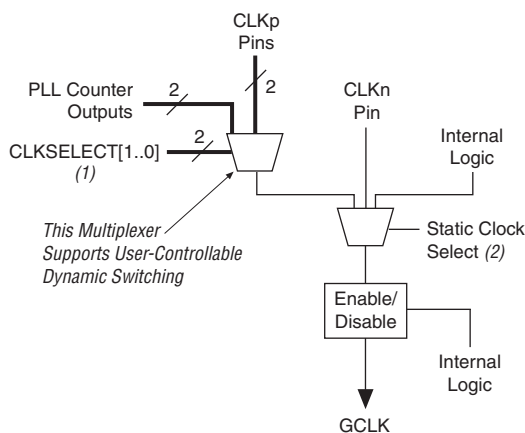 CLKp
Pins
2
PLL Counter
Outputs
2
CLKn
Pin
CLKSELECT[1..0]
(1)
2
Internal
Logic
This Multiplexer
Supports User-Controllable
Dynamic Switching
Static Clock
Select (2)
Enable/
Disable
Internal
Logic
GCLK